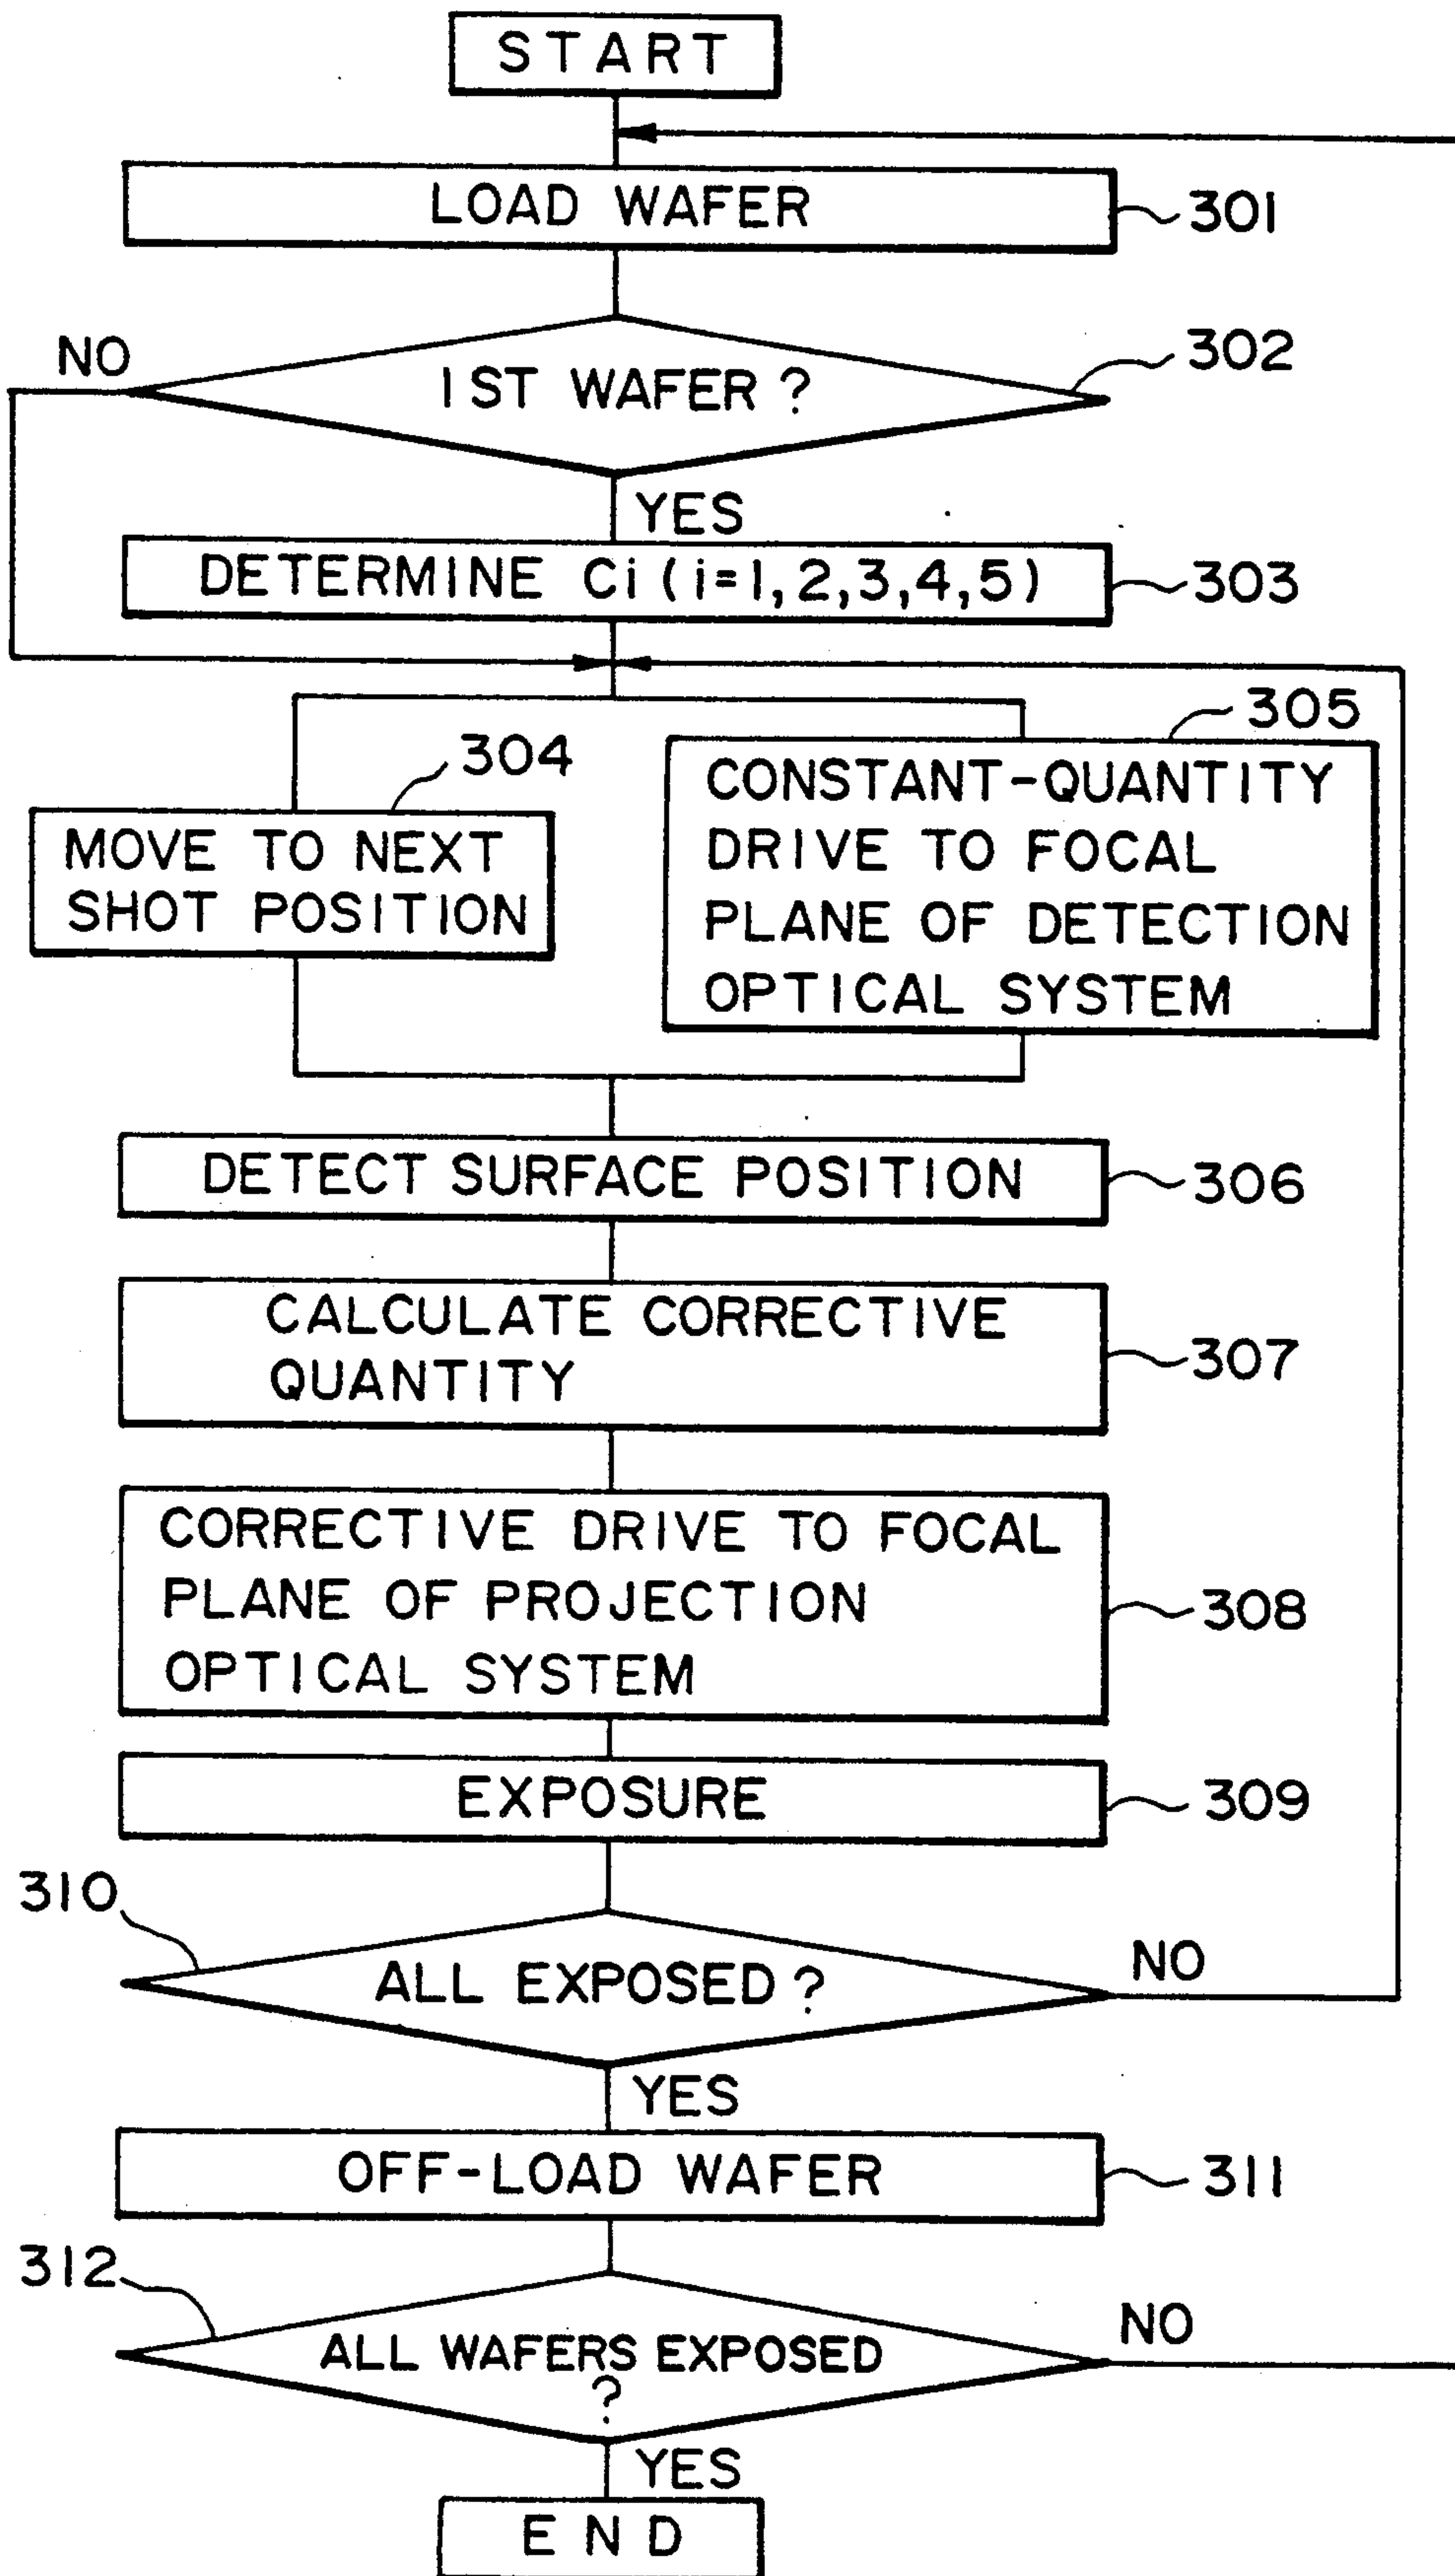 START
LOAD WAFER
301
NO
1ST WAFER?
302
YES
DETERMINE Ci (i=1,2,3,4,5)
303
304
MOVE TO NEXT
SHOT POSITION
305
CONSTANT-QUANTITY
DRIVE TO FOCAL
PLANE OF DETECTION
OPTICAL SYSTEM
DETECT SURFACE POSITION
306
CALCULATE CORRECTIVE
QUANTITY
307
CORRECTIVE DRIVE TO FOCAL
PLANE OF PROJECTION
OPTICAL SYSTEM
308
EXPOSURE
309
310
ALL EXPOSED?
NO
YES
OFF-LOAD WAFER
311
312
ALL WAFERS EXPOSED
?
NO
YES
END